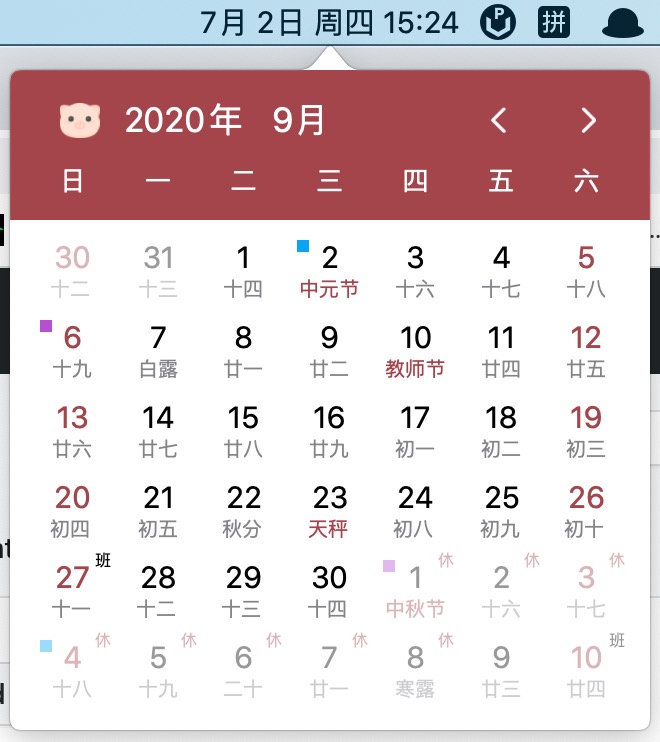 7月 2日 周四 15:24 P 拼
2020年 9月
日 一 二 三 四 五 六
30 31 1 2 3 4 5
十二 十三 十四 中元节 十六 十七 十八
6 7 8 9 10 11 12
十九 白露 廿一 廿二 教师节 廿四 廿五
13 14 15 16 17 18 19
廿六 廿七 廿八 廿九 初一 初二 初三
20 21 22 23 24 25 26
初四 初五 秋分 天秤 初八 初九 初十
班 休 休 休
27 28 29 30 1 2 3
十一 十二 十三 十四 中秋节 十六 十七
休 休 休 休 休 班
4 5 6 7 8 9 10
十八 十九 二十 廿一 寒露 廿三 廿四